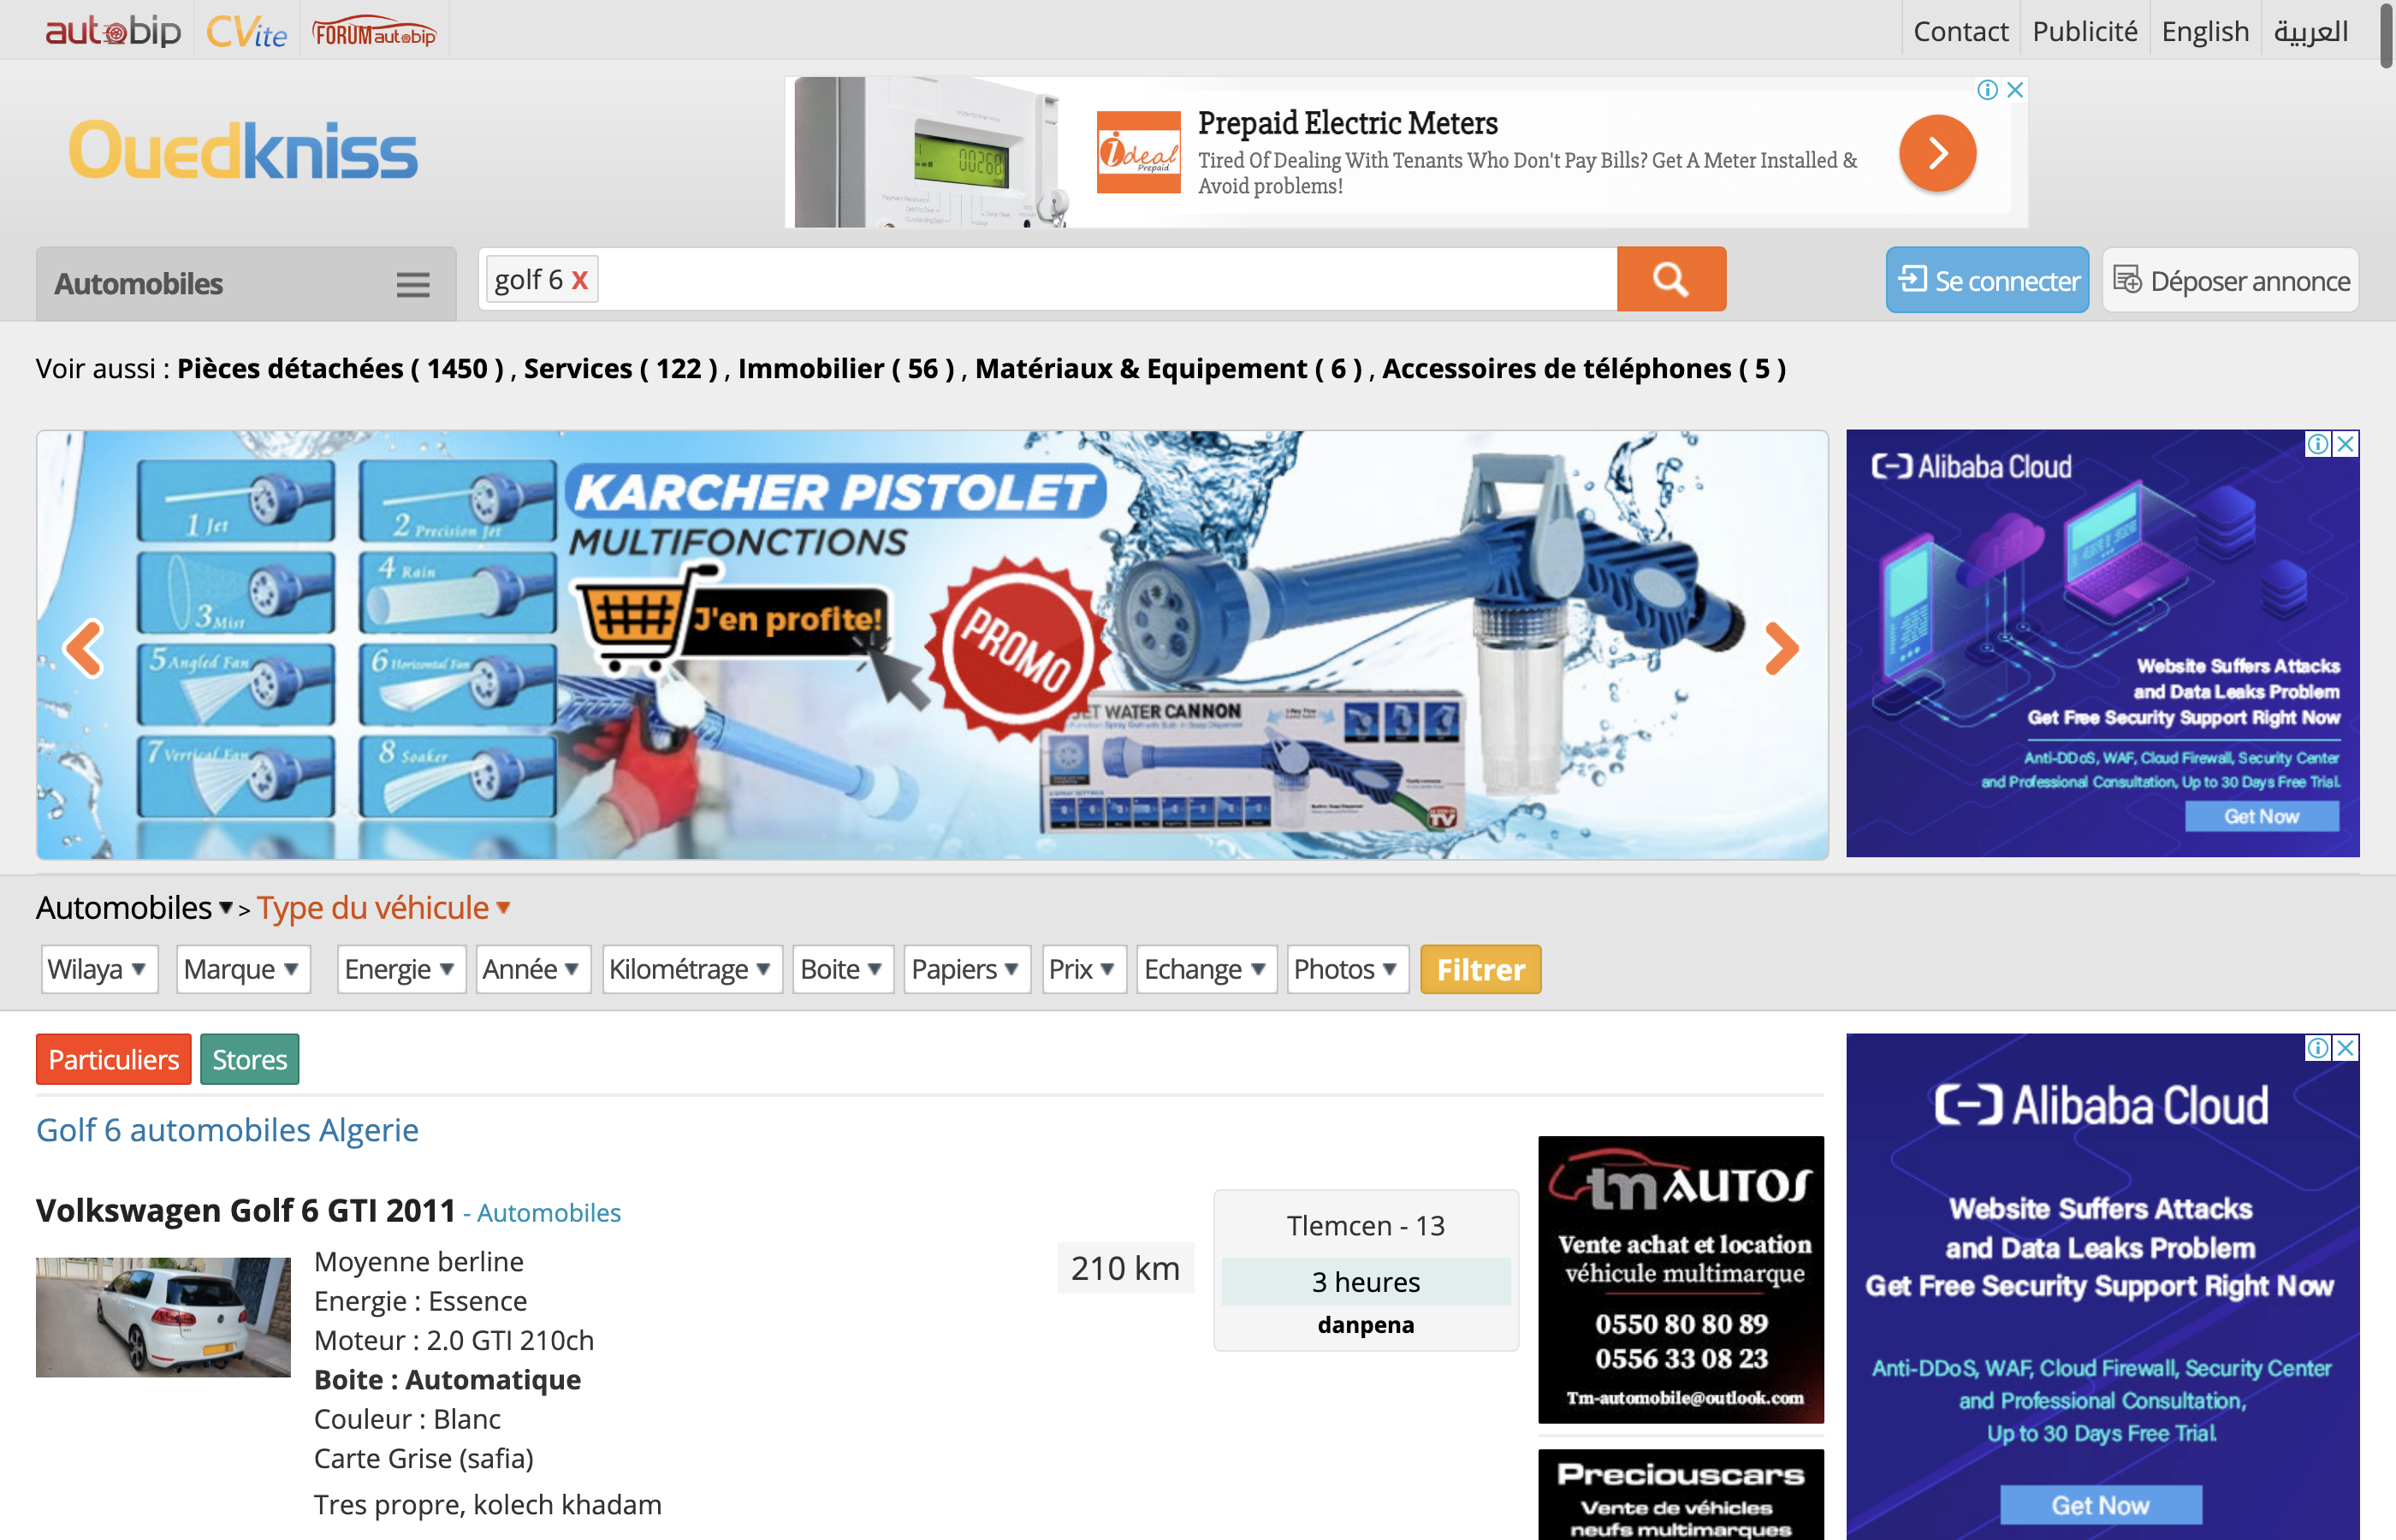 autobip CVite FORUM autobip
Contact Publicité English العربية
Ouedkniss
Prepaid Electric Meters
ideal
Prepaid
Tired Of Dealing With Tenants Who Don't Pay Bills? Get A Meter Installed &
Avoid problems!
Automobiles
golf 6 X
Se connecter
Déposer annonce
Voir aussi : Pièces détachées ( 1450 ) , Services ( 122 ) , Immobilier ( 56 ) , Matériaux & Equipement ( 6 ) , Accessoires de téléphones ( 5 )
1 Jet
2 Precision Jet
3 Mist
4 Rain
5 Angled Fan
6 Horizontal Fan
7 Vertical Fan
8 Soaker
KARCHER PISTOLET
MULTIFONCTIONS
J'en profite!
PROMO
JET WATER CANNON
TV
Alibaba Cloud
Website Suffers Attacks
and Data Leaks Problem
Get Free Security Support Right Now
Anti-DDoS, WAF, Cloud Firewall, Security Center
and Professional Consultation, Up to 30 Days Free Trial.
Get Now
Automobiles ▾ > Type du véhicule ▾
Wilaya ▾ Marque ▾ Energie ▾ Année ▾ Kilométrage ▾ Boite ▾ Papiers ▾ Prix ▾ Echange ▾ Photos ▾ Filtrer
Particuliers Stores
Golf 6 automobiles Algerie
Volkswagen Golf 6 GTI 2011 - Automobiles
Moyenne berline
Energie : Essence
Moteur : 2.0 GTI 210ch
Boite : Automatique
Couleur : Blanc
Carte Grise (safia)
Tres propre, kolech khadam
210 km
Tlemcen - 13
3 heures
danpena
tm AUTOS
Vente achat et location
véhicule multimarque
0550 80 80 89
0556 33 08 23
Tm-automobile@outlook.com
Preciouscars
Vente de véhicles
neufs multimarques
Alibaba Cloud
Website Suffers Attacks
and Data Leaks Problem
Get Free Security Support Right Now
Anti-DDoS, WAF, Cloud Firewall, Security Center
and Professional Consultation,
Up to 30 Days Free Trial.
Get Now